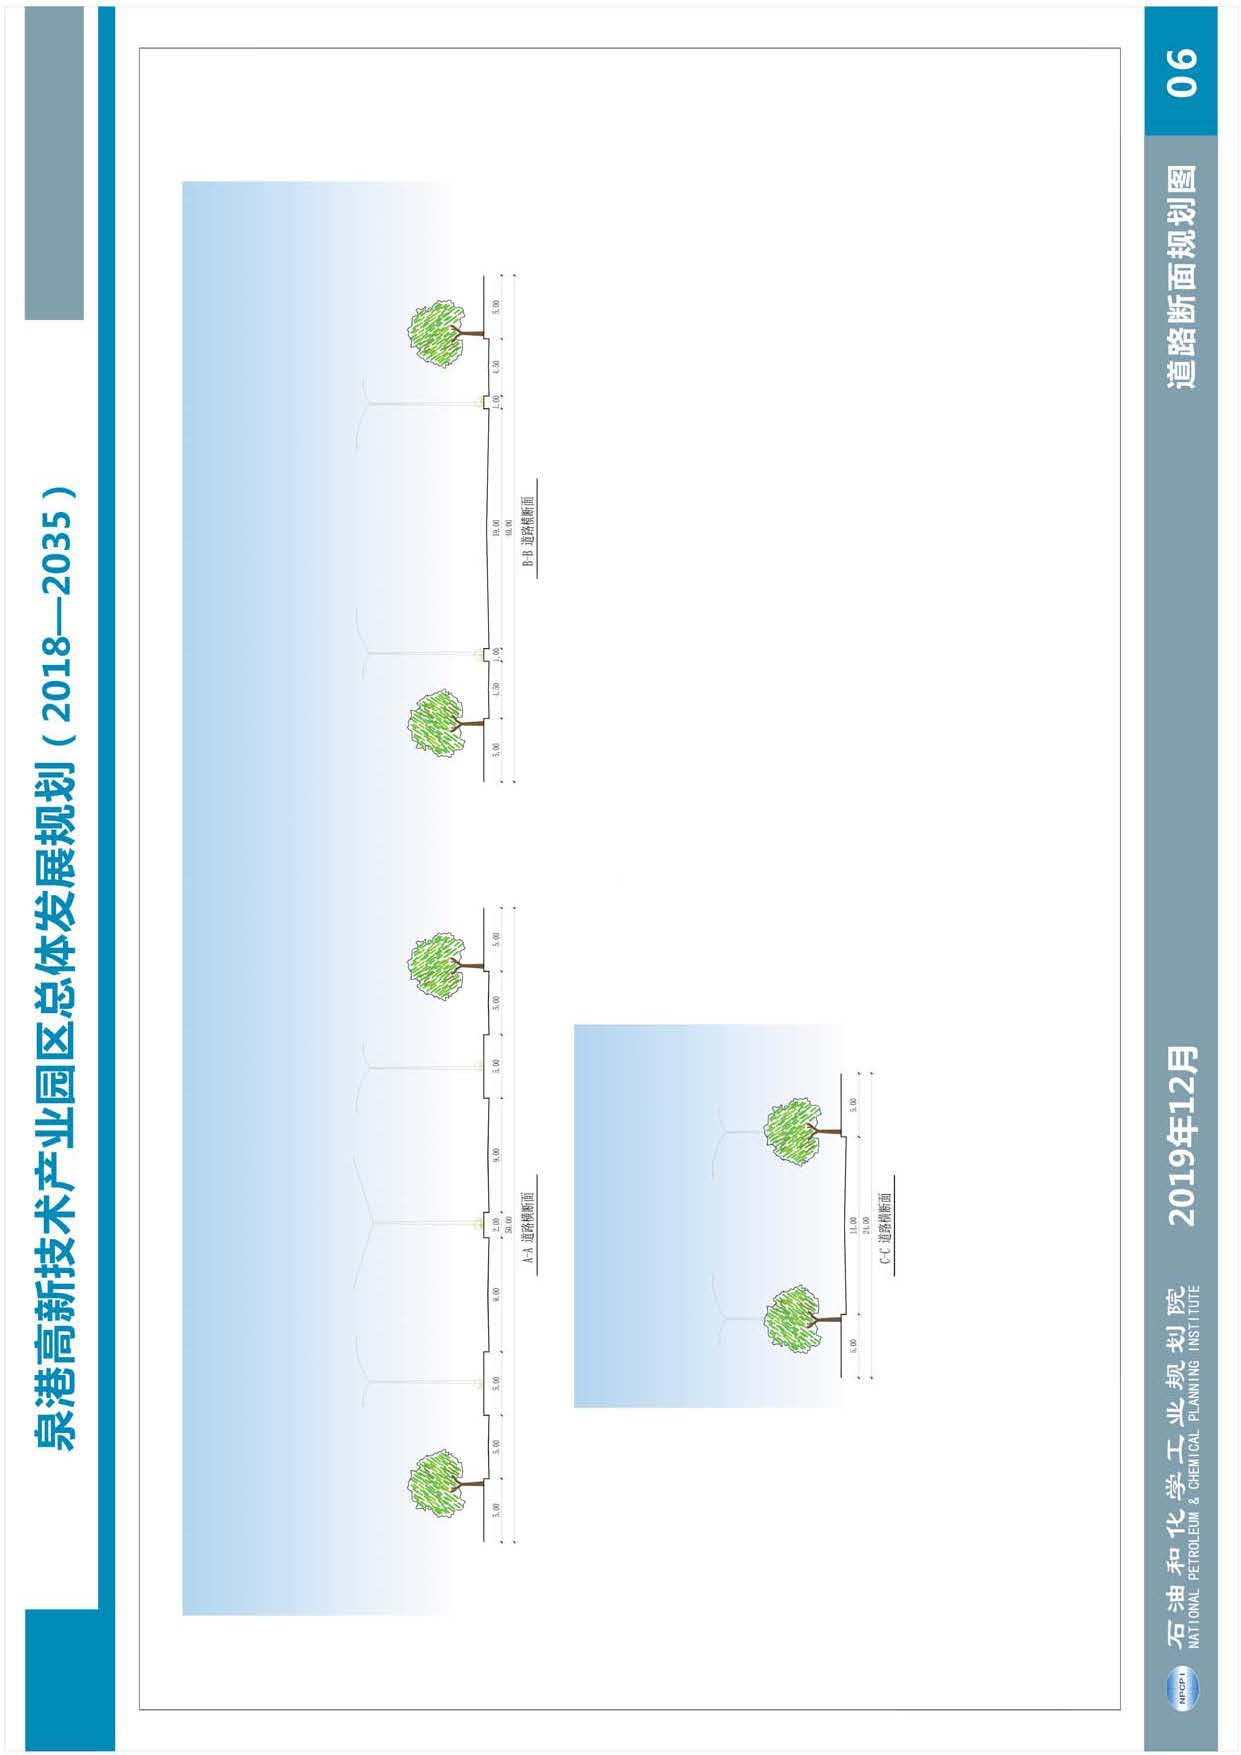 泉港高新技术产业园区总体发展规划（2018—2035）
5.00 5.00 5.00 9.00 2.00 9.00 5.00 5.00 5.00
50.00
A-A 道路横断面
5.00 4.50 1.00 19.00 1.00 4.50 5.00
40.00
B-B 道路横断面
5.00 14.00 5.00
24.00
C-C 道路横断面
NPCPI
石油和化学工业规划院
NATIONAL PETROLEUM & CHEMICAL PLANNING INSTITUTE
2019年12月
道路断面规划图
06